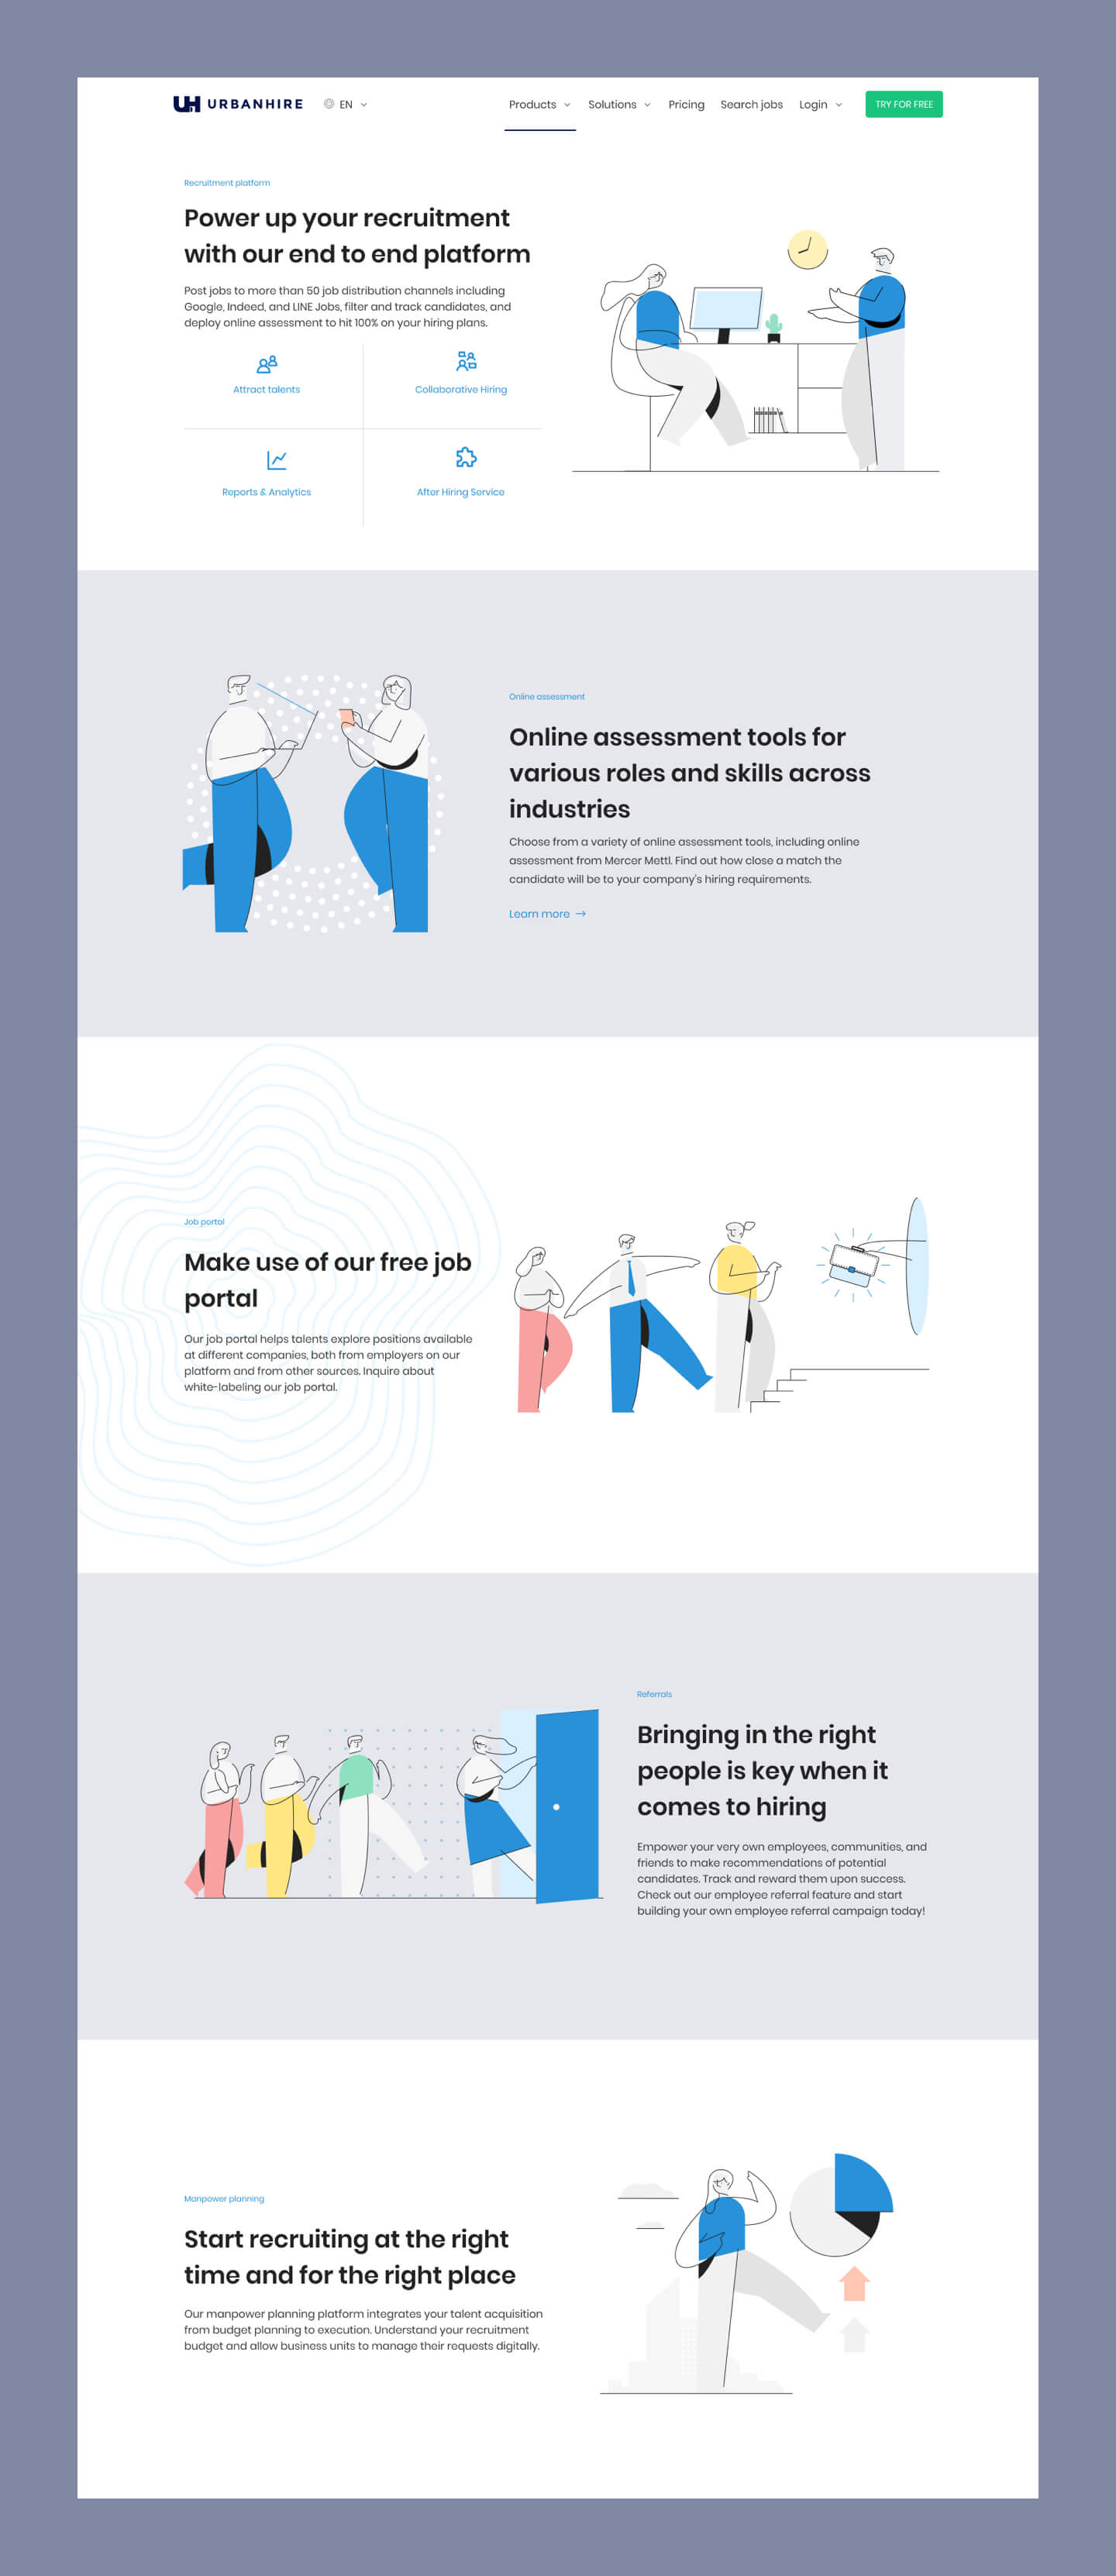 UH URBANHIRE
EN
Products
Solutions
Pricing
Search jobs
Login
TRY FOR FREE
Recruitment platform
Power up your recruitment
with our end to end platform
Post jobs to more than 50 job distribution channels including
Google, Indeed, and LINE Jobs, filter and track candidates, and
deploy online assessment to hit 100% on your hiring plans.
Attract talents
Collaborative Hiring
Reports & Analytics
After Hiring Service
Online assessment
Online assessment tools for
various roles and skills across
industries
Choose from a variety of online assessment tools, including online
assessment from Mercer Mettl. Find out how close a match the
candidate will be to your company's hiring requirements.
Learn more →
Job portal
Make use of our free job
portal
Our job portal helps talents explore positions available
at different companies, both from employers on our
platform and from other sources. Inquire about
white-labeling our job portal.
Referrals
Bringing in the right
people is key when it
comes to hiring
Empower your very own employees, communities, and
friends to make recommendations of potential
candidates. Track and reward them upon success.
Check out our employee referral feature and start
building your own employee referral campaign today!
Manpower planning
Start recruiting at the right
time and for the right place
Our manpower planning platform integrates your talent acquisition
from budget planning to execution. Understand your recruitment
budget and allow business units to manage their requests digitally.